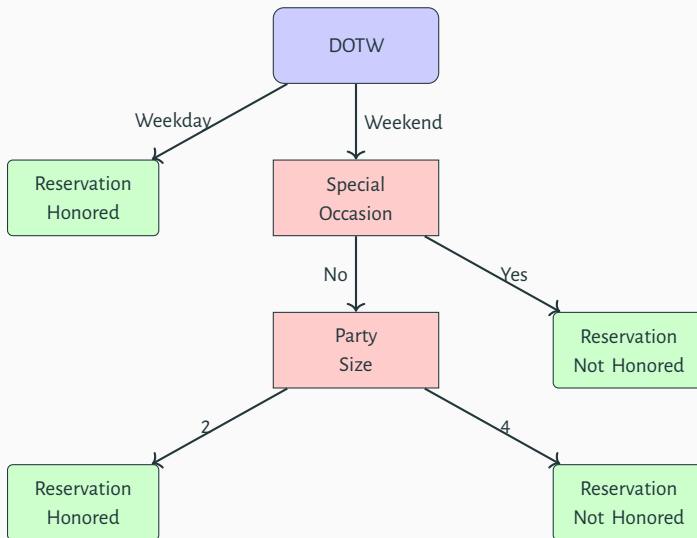 DOTW
Weekday
Weekend
Reservation
Honored
Special
Occasion
No
Yes
Party
Size
Reservation
Not Honored
2
4
Reservation
Honored
Reservation
Not Honored